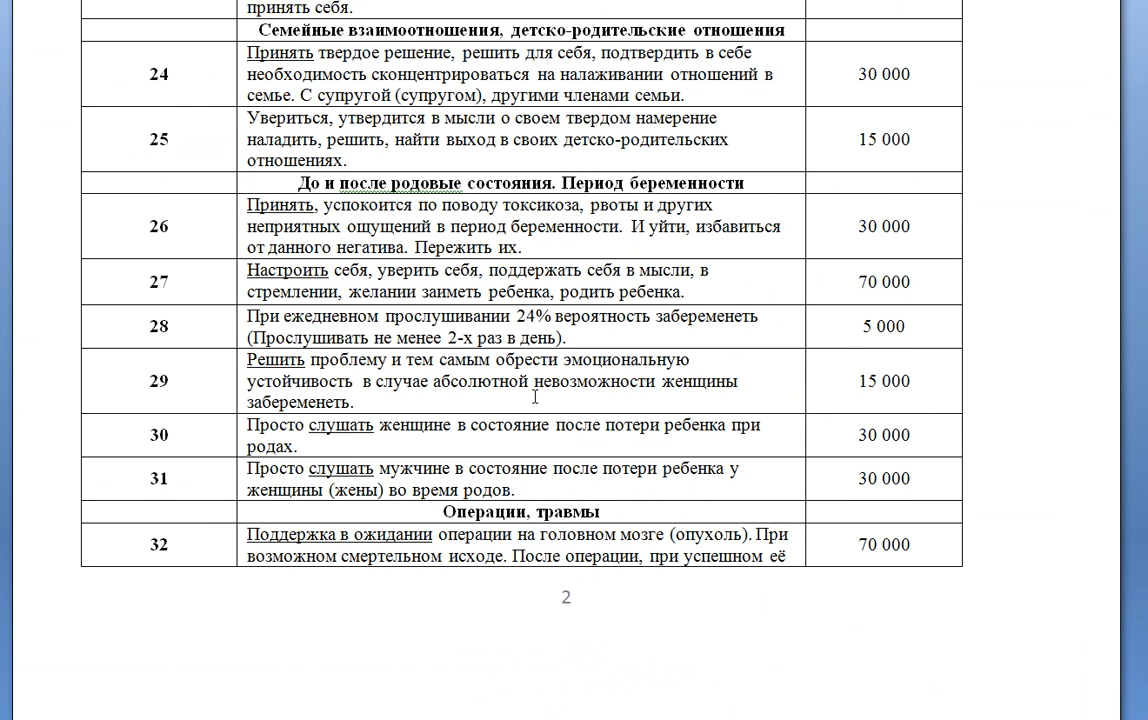 принять себя.
Семейные взаимоотношения, детско-родительские отношения
24
Принять твердое решение, решить для себя, подтвердить в себе
необходимость сконцентрироваться на налаживании отношений в
семье. С супругой (супругом), другими членами семьи.
30 000
25
Увериться, утвердится в мысли о своем твердом намерение
наладить, решить, найти выход в своих детско-родительских
отношениях.
15 000
До и после родовые состояния. Период беременности
26
Принять, успокоится по поводу токсикоза, рвоты и других
неприятных ощущений в период беременности. И уйти, избавиться
от данного негатива. Пережить их.
30 000
27
Настроить себя, уверить себя, поддержать себя в мысли, в
стремлении, желании заиметь ребенка, родить ребенка.
70 000
28
При ежедневном прослушивании 24% вероятность забеременеть
(Прослушивать не менее 2-х раз в день).
5 000
29
Решить проблему и тем самым обрести эмоциональную
устойчивость в случае абсолютной невозможности женщины
забеременеть.
15 000
30
Просто слушать женщине в состояние после потери ребенка при
родах.
30 000
31
Просто слушать мужчине в состояние после потери ребенка у
женщины (жены) во время родов.
30 000
Операции, травмы
32
Поддержка в ожидании операции на головном мозге (опухоль). При
возможном смертельном исходе. После операции, при успешном её
70 000
2